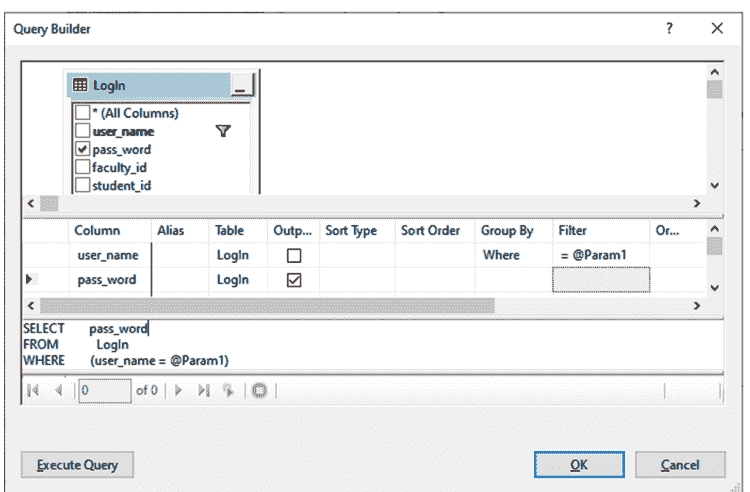 Query Builder ? ×
LogIn
* (All Columns)
user_name
pass_word
faculty_id
student_id
Column Alias Table Outp... Sort Type Sort Order Group By Filter Or...
user_name LogIn Where = @Param1
pass_word LogIn
SELECT pass_word
FROM LogIn
WHERE (user_name = @Param1)
0 of 0
Execute Query OK Cancel